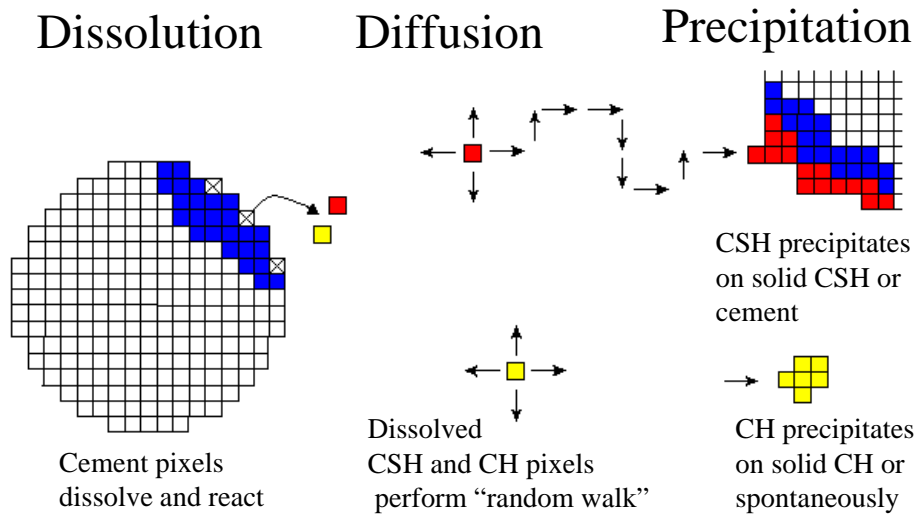 Dissolution
Diffusion
Precipitation
Cement pixels
dissolve and react
Dissolved
CSH and CH pixels
perform “random walk”
CSH precipitates
on solid CSH or
cement
CH precipitates
on solid CH or
spontaneously